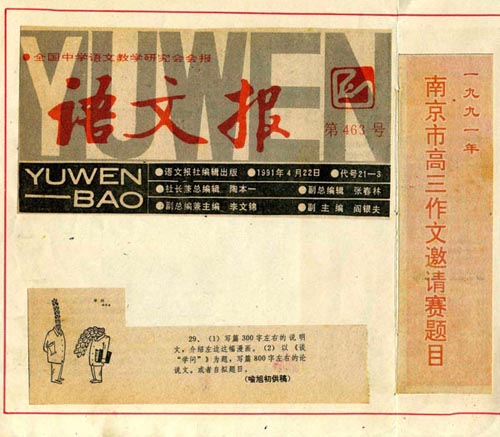 YUWEN
●全国中学语文教学研究会会报
语文报
第463号
YUWEN
BAO
●语文报社编辑出版 ●1991年4月22日 ●代号21—3
●社长兼总编辑 陶本一 ●副总编辑 张春林
●副总编兼主编 李文锦 ●副主编 阎银夫
一九九一年
南京市高三作文邀请赛题目
29、（1）写篇300字左右的说明
文，介绍左边这幅漫画。（2）以《谈
“学问”》为题，写篇800字左右的论
说文。或者自拟题目。
（喻旭初供稿）